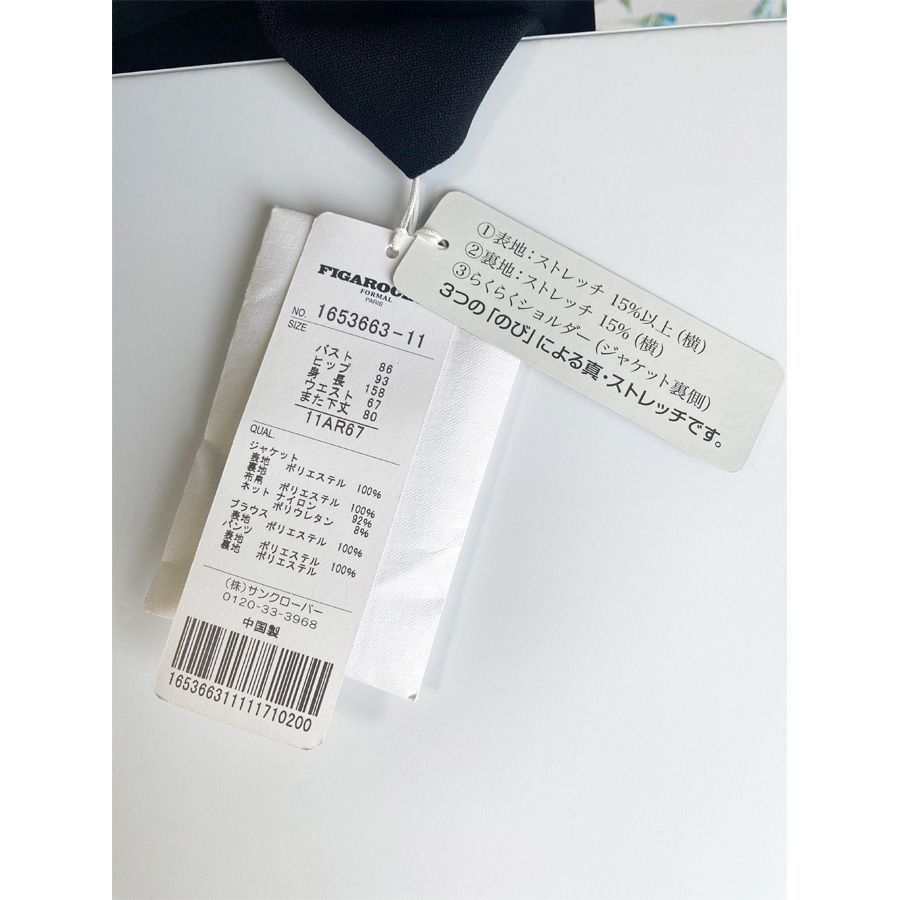 FIGAROCH
FORMAL
PARIS
NO. 1653663-11
SIZE
バスト 86
ヒップ 93
身長 158
ウエスト 67
また下丈 80
11AR67
QUAL.
ジャケット
表地 ポリエステル 100%
裏地
布帛 ポリエステル 100%
ネット ナイロン 92%
ポリウレタン 8%
ブラウス
表地 ポリエステル 100%
パンツ
表地 ポリエステル 100%
裏地 ポリエステル
(株)サンクローバー
0120-33-3968
中国製
1653663111111710200
①表地:ストレッチ 15%以上 (横)
②裏地:ストレッチ 15% (横)
③らくらくショルダー (ジャケット裏側)
3つの「のび」による真・ストレッチです。